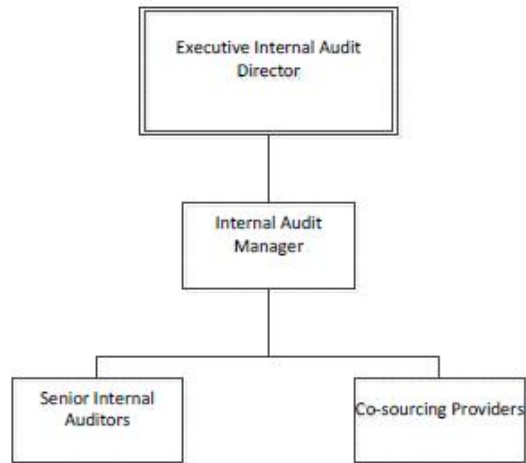 Executive Internal Audit
Director
Internal Audit
Manager
Senior Internal
Auditors
Co-sourcing Providers